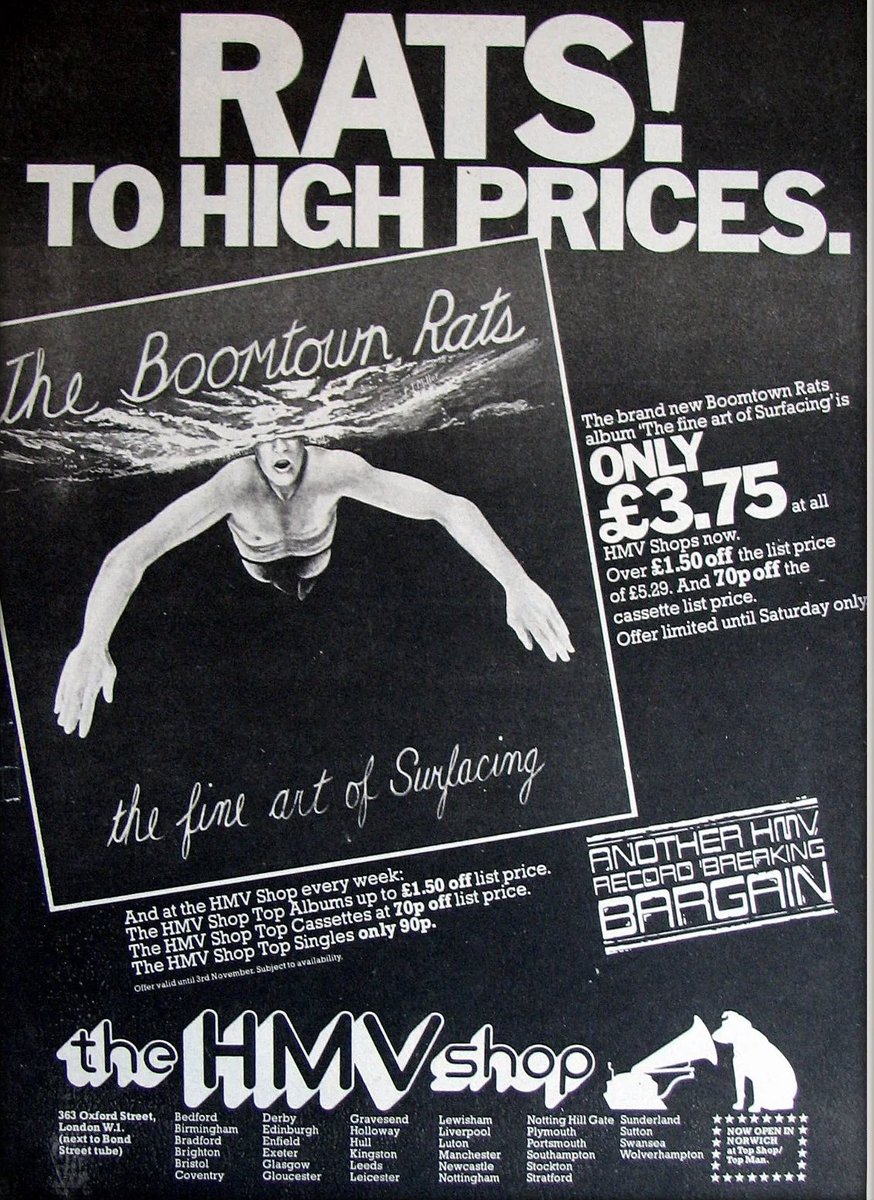 RATS!
TO HIGH PRICES.
The Boomtown Rats
the fine art of Surfacing
The brand new Boomtown Rats
album 'The fine art of Surfacing' is
ONLY
£3.75 at all
HMV Shops now.
Over £1.50 off the list price
of £5.29. And 70p off the
cassette list price.
Offer limited until Saturday only
ANOTHER HMV
RECORD 'BREAKING
BARGAIN
And at the HMV Shop every week:
The HMV Shop Top Albums up to £1.50 off list price.
The HMV Shop Top Cassettes at 70p off list price.
The HMV Shop Top Singles only 90p.
Offer valid until 3rd November. Subject to availability.
the HMV shop
363 Oxford Street,
London W.1.
(next to Bond
Street tube)
Bedford
Birmingham
Bradford
Brighton
Bristol
Coventry
Derby
Edinburgh
Enfield
Exeter
Glasgow
Gloucester
Gravesend
Holloway
Hull
Kingston
Leeds
Leicester
Lewisham
Liverpool
Luton
Manchester
Newcastle
Nottingham
Notting Hill Gate
Plymouth
Portsmouth
Southampton
Stockton
Stratford
Sunderland
Sutton
Swansea
Wolverhampton
NOW OPEN IN
NORWICH
at Top Shop/
Top Man.